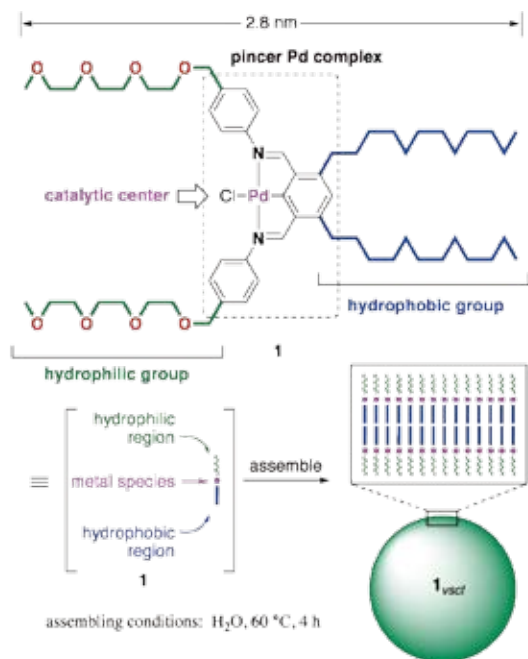 2.8 nm
pincer Pd complex
O O O O
N
catalytic center
Cl Pd
N
O O O O
hydrophobic group
hydrophilic group
1
hydrophilic
region
metal species
hydrophobic
region
≡
1
assemble
1vscf
assembling conditions: H2O, 60 °C, 4 h